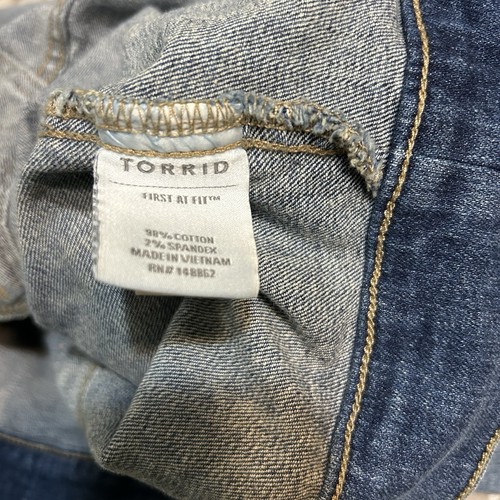 TORRID
FIRST AT FIT™
98% COTTON
2% SPANDEX
MADE IN VIETNAM
RN# 148862